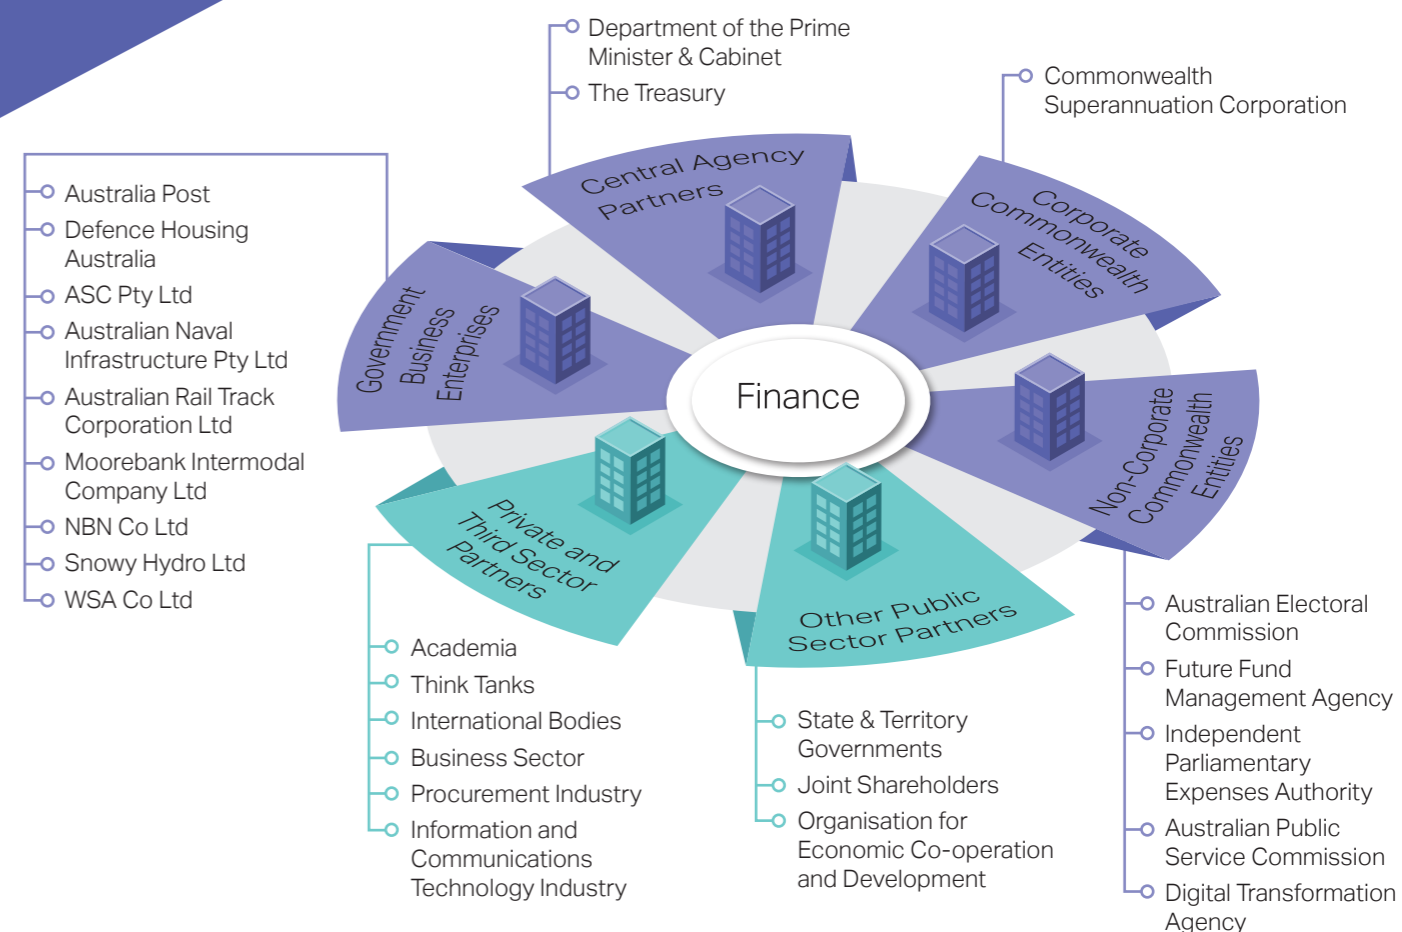 Department of the Prime
Minister & Cabinet
The Treasury
Commonwealth
Superannuation Corporation
Central Agency
Partners
Corporate
Commonwealth
Entities
Australia Post
Defence Housing
Australia
ASC Pty Ltd
Australian Naval
Infrastructure Pty Ltd
Australian Rail Track
Corporation Ltd
Moorebank Intermodal
Company Ltd
NBN Co Ltd
Snowy Hydro Ltd
WSA Co Ltd
Government
Business
Enterprises
Finance
Non-Corporate
Commonwealth
Entities
Private and
Third Sector
Partners
Other Public
Sector Partners
Academia
Think Tanks
International Bodies
Business Sector
Procurement Industry
Information and
Communications
Technology Industry
State & Territory
Governments
Joint Shareholders
Organisation for
Economic Co-operation
and Development
Australian Electoral
Commission
Future Fund
Management Agency
Independent
Parliamentary
Expenses Authority
Australian Public
Service Commission
Digital Transformation
Agency